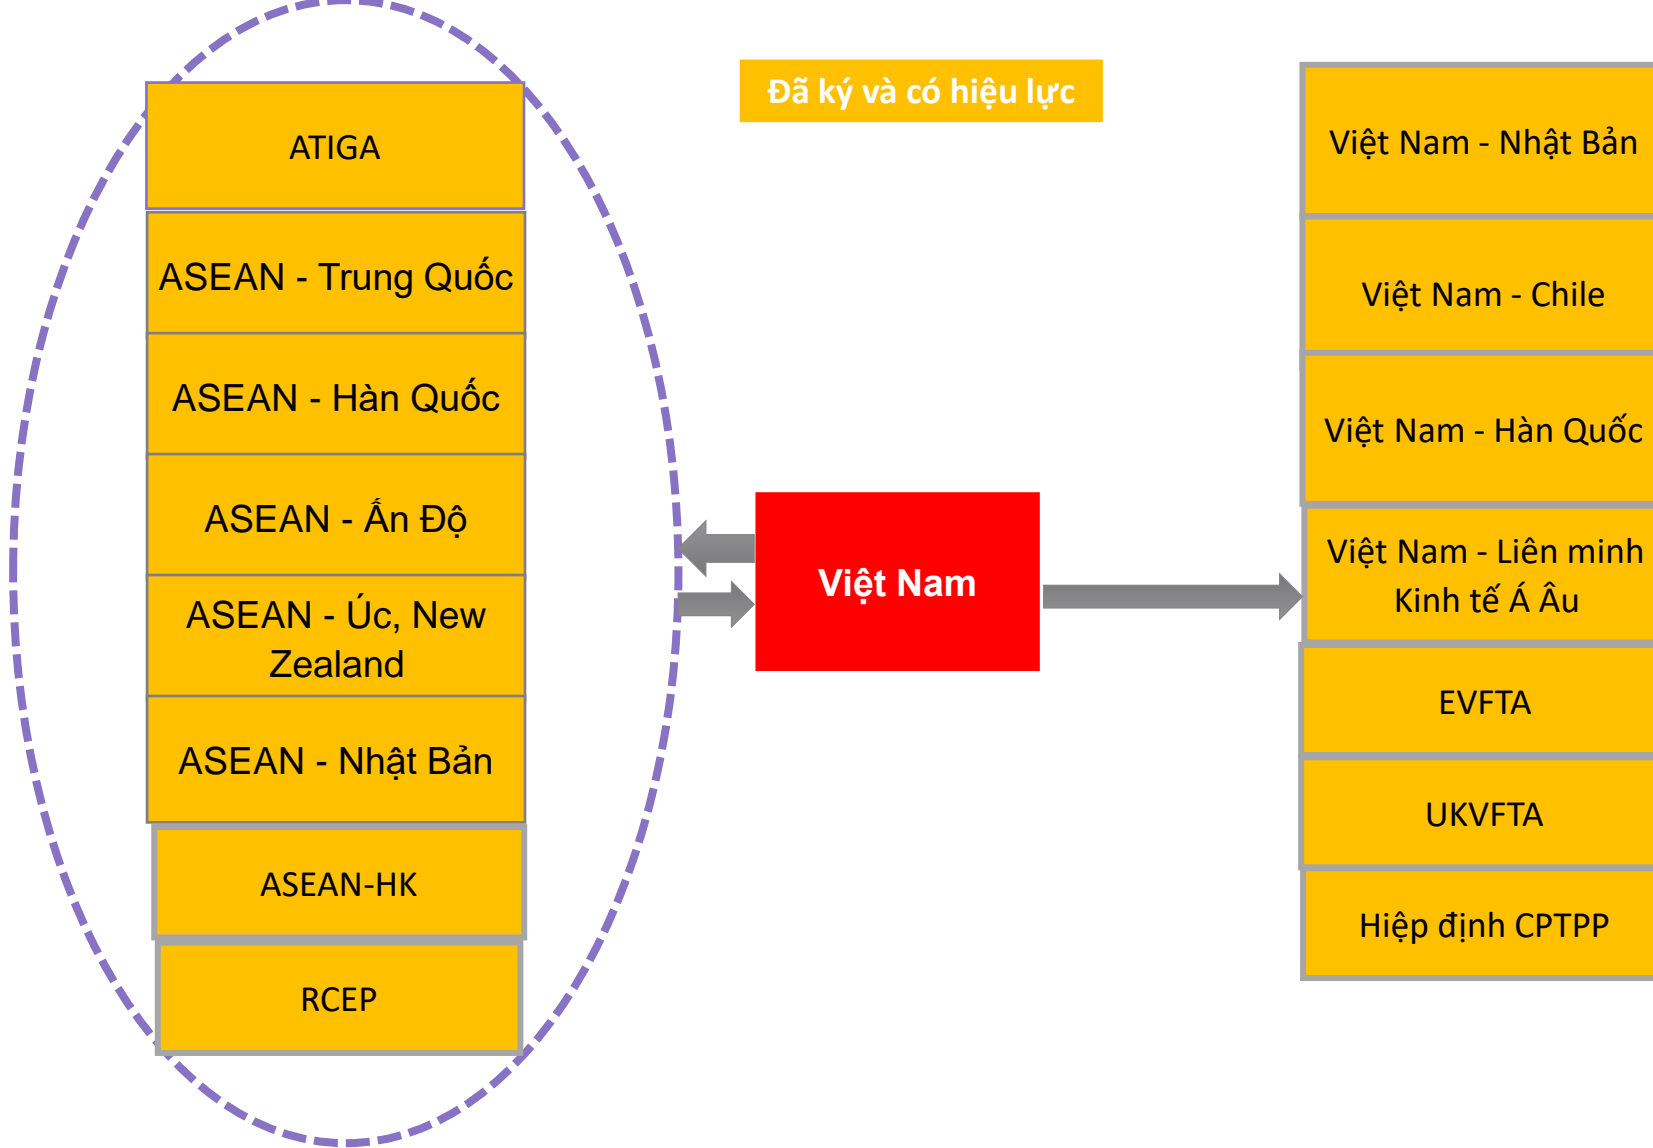 Đã ký và có hiệu lực
ATIGA
ASEAN - Trung Quốc
ASEAN - Hàn Quốc
ASEAN - Ấn Độ
ASEAN - Úc, New
Zealand
ASEAN - Nhật Bản
ASEAN-HK
RCEP
Việt Nam
Việt Nam - Nhật Bản
Việt Nam - Chile
Việt Nam - Hàn Quốc
Việt Nam - Liên minh
Kinh tế Á Âu
EVFTA
UKVFTA
Hiệp định CPTPP